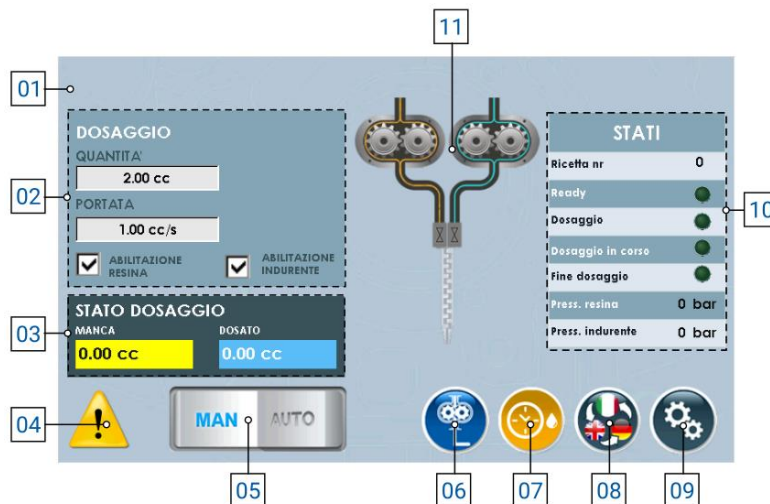 11
01
DOSAGGIO
QUANTITA'
2.00 cc
PORTATA
1.00 cc/s
ABILITAZIONE
RESINA
ABILITAZIONE
INDURENTE
02
STATO DOSAGGIO
MANCA
DOSATO
0.00 cc
0.00 cc
03
STATI
Ricetta nr 0
Ready
Dosaggio
Dosaggio in corso
Fine dosaggio
Press. resina 0 bar
Press. indurente 0 bar
10
04
MAN AUTO
05
06
07
08
09